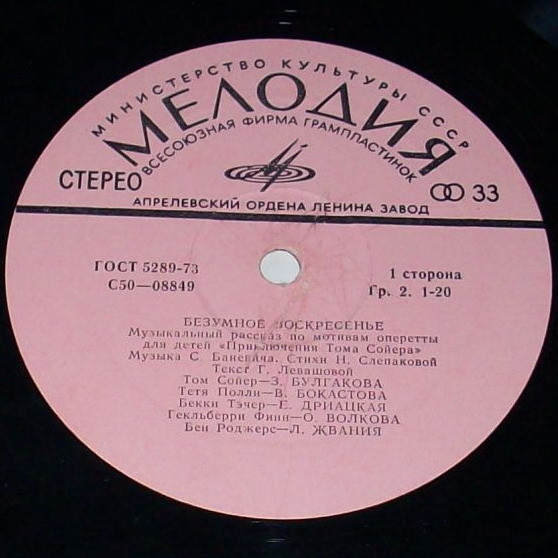 МИНИСТЕРСТВО КУЛЬТУРЫ СССР
МЕЛОДИЯ
ВСЕСОЮЗНАЯ ФИРМА ГРАМПЛАСТИНОК
СТЕРЕО
33
АПРЕЛЕВСКИЙ ОРДЕНА ЛЕНИНА ЗАВОД
ГОСТ 5289-73
С50—08849
1 сторона
Гр. 2. 1-20
БЕЗУМНОЕ ВОСКРЕСЕНЬЕ
Музыкальный рассказ по мотивам оперетты
для детей «Приключения Тома Сойера»
Музыка С. Баневича. Стихи Н. Слепаковой
Текст Г. Левашовой
Том Сойер—З. БУЛГАКОВА
Тетя Полли—В. БОКАСТОВА
Бекки Тэчер—Е. ДРИАЦКАЯ
Гекльберри Финн—О. ВОЛКОВА
Бен Роджерс—Л. ЖВАНИЯ